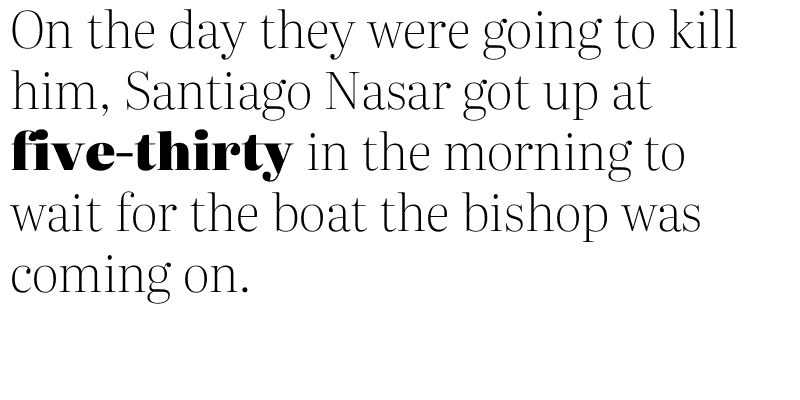 On the day they were going to kill
him, Santiago Nasar got up at
five-thirty in the morning to
wait for the boat the bishop was
coming on.